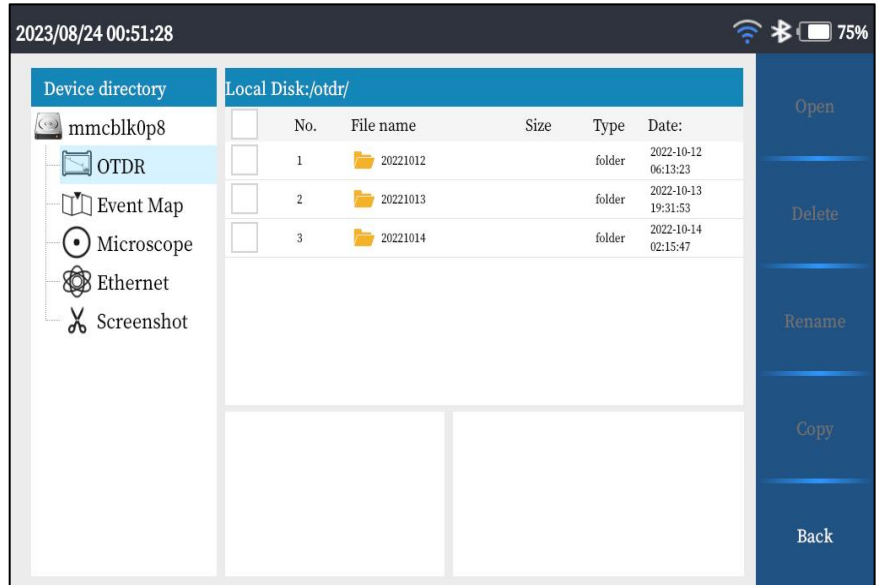 2023/08/24 00:51:28 75%
Device directory
mmcblk0p8
OTDR
Event Map
Microscope
Ethernet
Screenshot
Local Disk:/otdr/
No. File name Size Type Date:
1 20221012 folder 2022-10-12 06:13:23
2 20221013 folder 2022-10-13 19:31:53
3 20221014 folder 2022-10-14 02:15:47
Open
Delete
Rename
Copy
Back